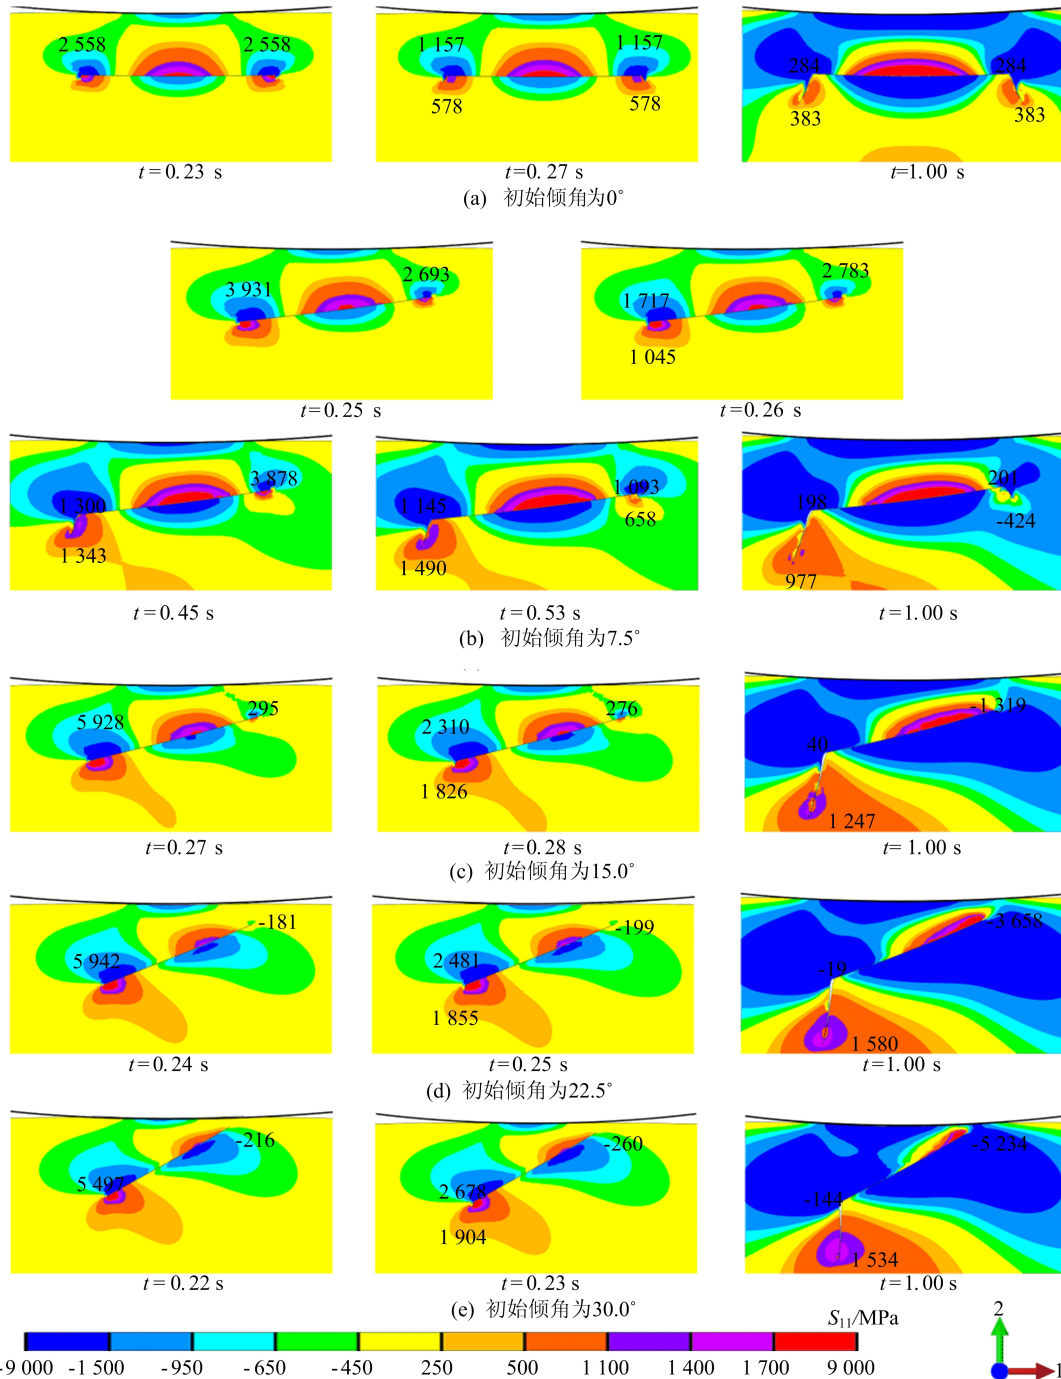 2 558 2 558 1 157 1 157 284 284
578 578 383 383
t=0.23 s t=0.27 s t=1.00 s
(a) 初始倾角为0°
3 931 2 693 1 717 2 783
1 045
t=0.25 s t=0.26 s
1 300 3 878 1 145 1 093 198 201
1 343 1 490 658 977 -424
t=0.45 s t=0.53 s t=1.00 s
(b) 初始倾角为7.5°
5 928 295 2 310 276 40 -1 319
1 826 1 247
t=0.27 s t=0.28 s t=1.00 s
(c) 初始倾角为15.0°
5 942 -181 2 481 -199 -19 -3 658
1 855 1 580
t=0.24 s t=0.25 s t=1.00 s
(d) 初始倾角为22.5°
5 497 -216 2 678 -260 -144 -5 234
1 904 1 534
t=0.22 s t=0.23 s t=1.00 s
(e) 初始倾角为30.0°
S11/MPa
-9 000 -1 500 -950 -650 -450 250 500 1 100 1 400 1 700 9 000
2
1